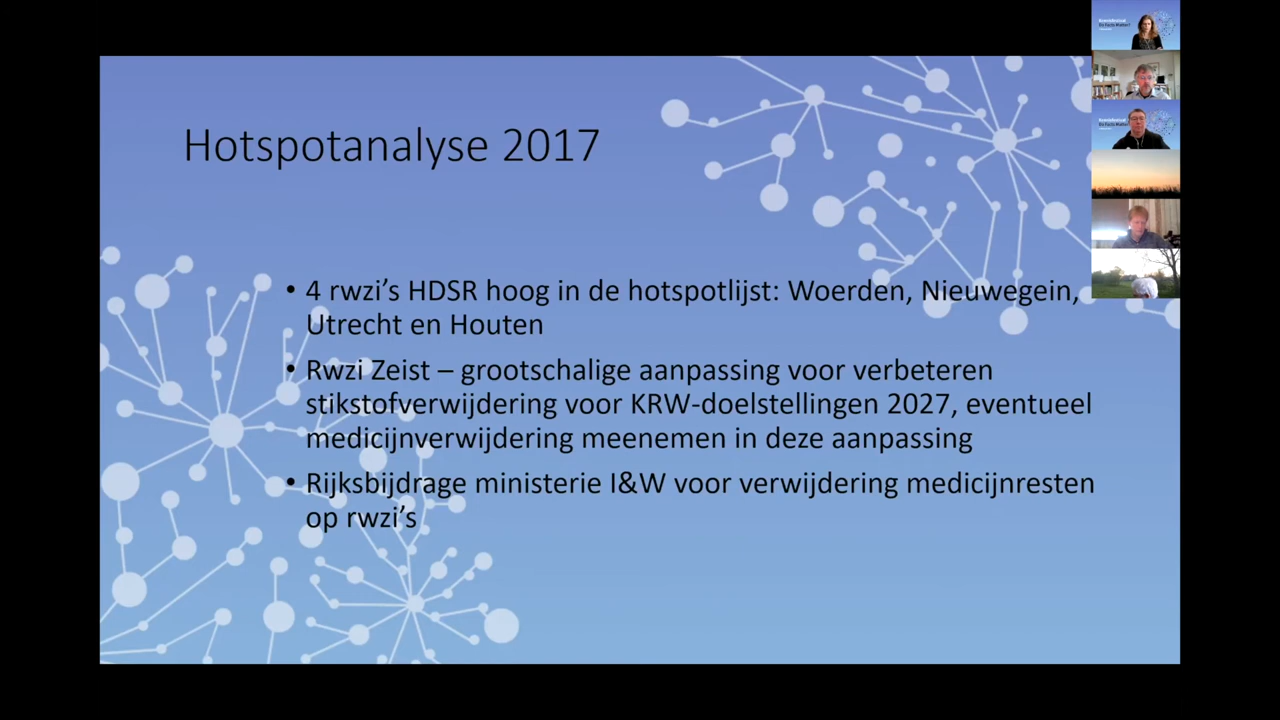 Hotspotanalyse 2017
• 4 rwzi’s HDSR hoog in de hotspotlijst: Woerden, Nieuwegein,
Utrecht en Houten
• Rwzi Zeist – grootschalige aanpassing voor verbeteren
stikstofverwijdering voor KRW-doelstellingen 2027, eventueel
medicijnverwijdering meenemen in deze aanpassing
• Rijksbijdrage ministerie I&W voor verwijdering medicijnresten
op rwzi’s